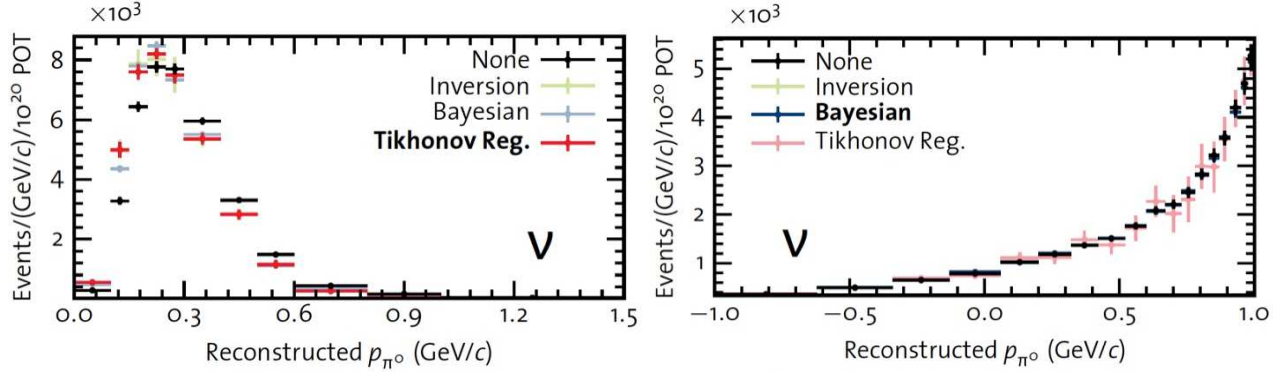 ×10³
Events/(GeV/c)/10²⁰ POT
8
6
4
2
None
Inversion
Bayesian
Tikhonov Reg.
ν
0.0 0.3 0.6 0.9 1.2 1.5
Reconstructed pπ⁰ (GeV/c)
×10³
Events/(GeV/c)/10²⁰ POT
5
4
3
2
1
None
Inversion
Bayesian
Tikhonov Reg.
ν
−1.0 −0.5 0.0 0.5 1.0
Reconstructed pπ⁰ (GeV/c)